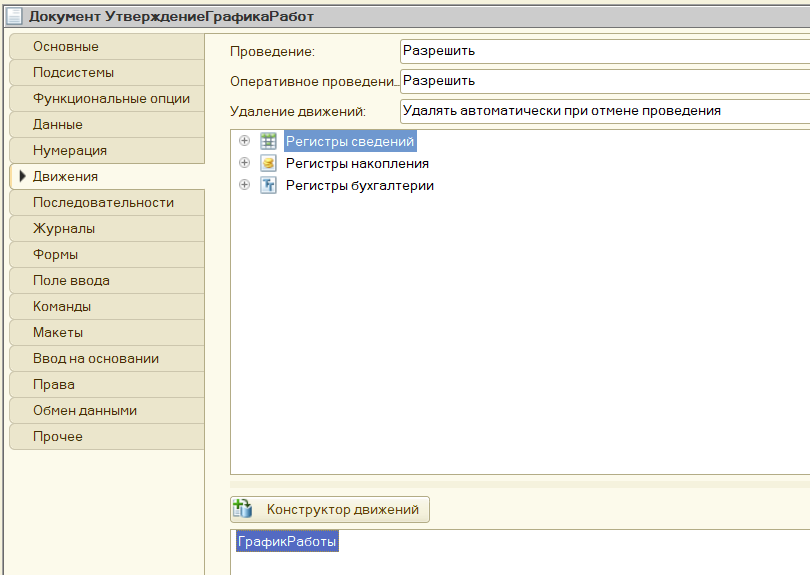 Документ УтверждениеГрафикаРабот
Основные
Подсистемы
Функциональные опции
Данные
Нумерация
Движения
Последовательности
Журналы
Формы
Поле ввода
Команды
Макеты
Ввод на основании
Права
Обмен данными
Прочее
Проведение: Разрешить
Оперативное проведени... Разрешить
Удаление движений: Удалять автоматически при отмене проведения
Регистры сведений
Регистры накопления
Регистры бухгалтерии
Конструктор движений
ГрафикРаботы